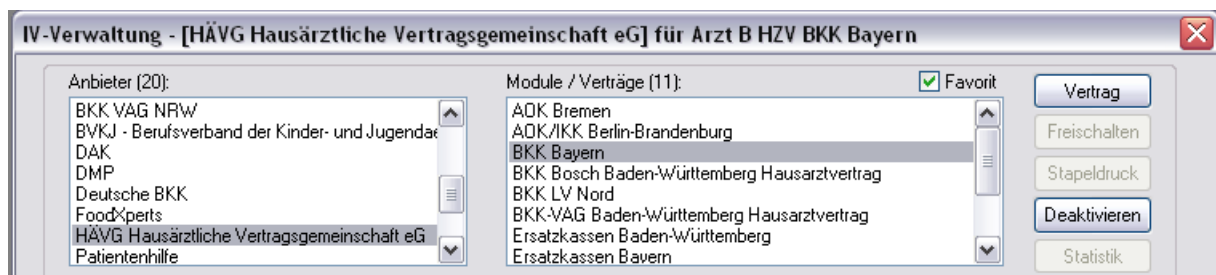 IV-Verwaltung - [HÄVG Hausärztliche Vertragsgemeinschaft eG] für Arzt B HZV BKK Bayern
Anbieter (20):
BKK VAG NRW
BVKJ - Berufsverband der Kinder- und Jugendae
DAK
DMP
Deutsche BKK
FoodXperts
HÄVG Hausärztliche Vertragsgemeinschaft eG
Patientenhilfe
Module / Verträge (11):
Favorit
AOK Bremen
AOK/IKK Berlin-Brandenburg
BKK Bayern
BKK Bosch Baden-Württemberg Hausarztvertrag
BKK LV Nord
BKK-VAG Baden-Württemberg Hausarztvertrag
Ersatzkassen Baden-Württemberg
Ersatzkassen Bayern
Vertrag
Freischalten
Stapeldruck
Deaktivieren
Statistik